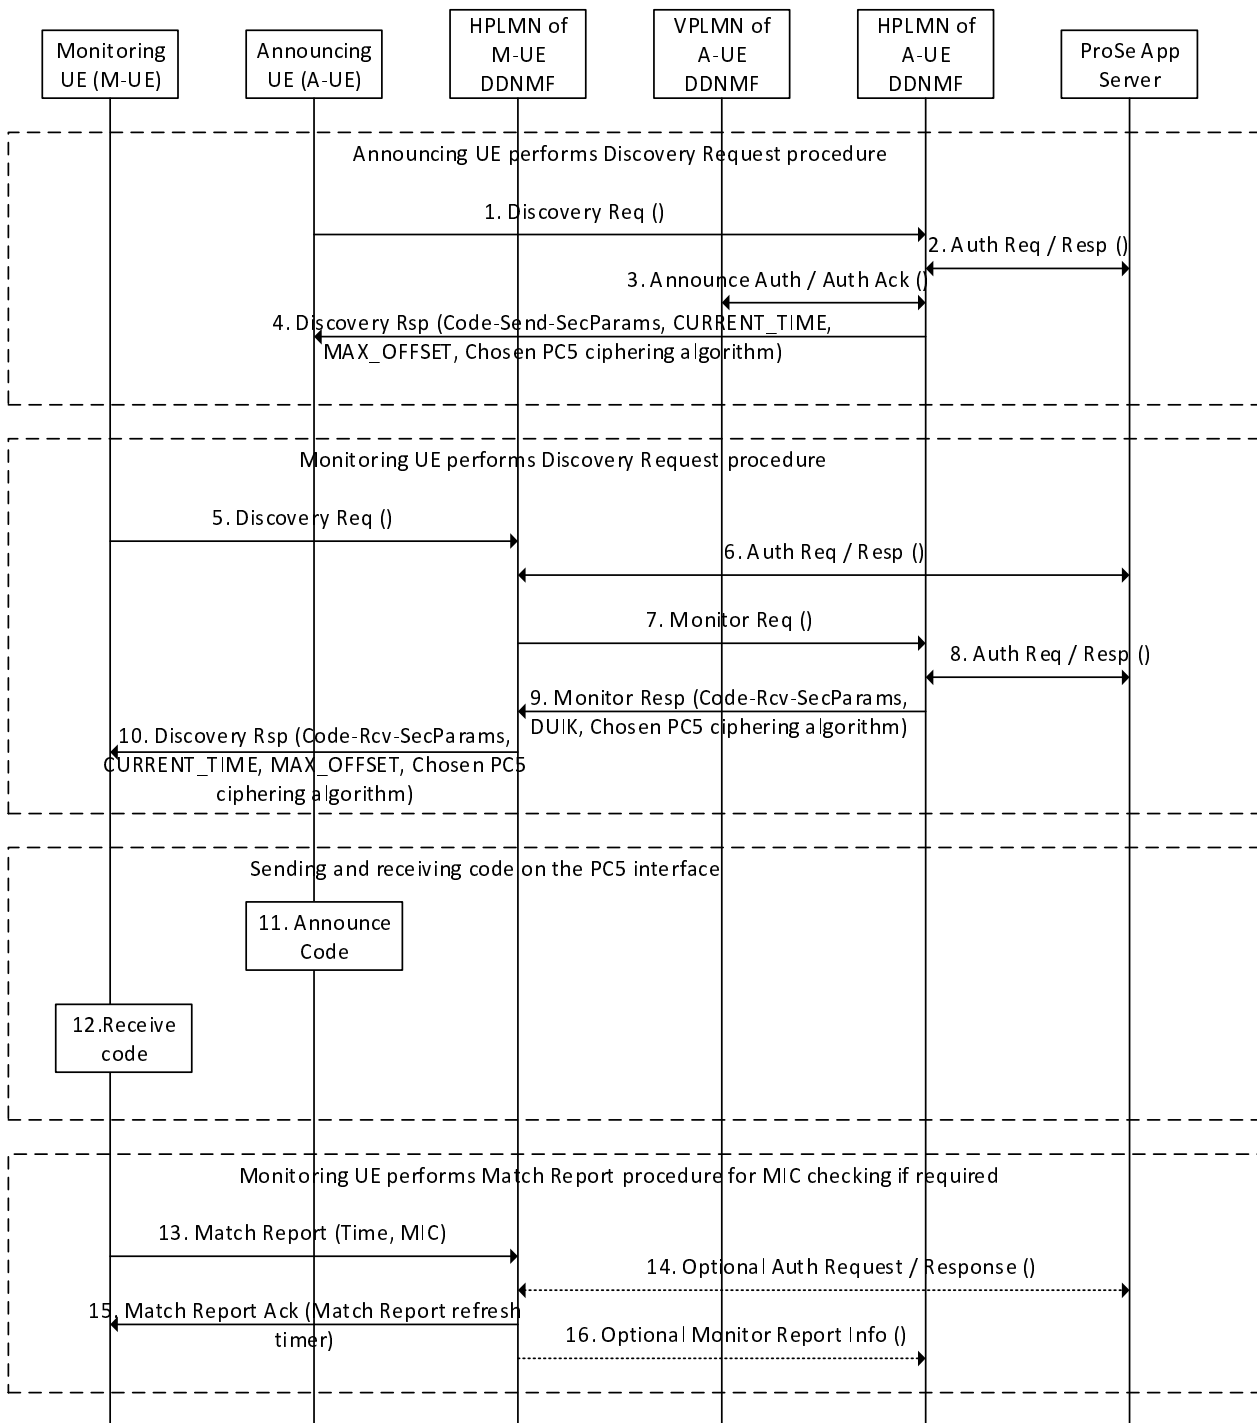 Monitoring
UE (M-UE)
Announcing
UE (A-UE)
HPLMN of
M-UE
DDNMF
VPLMN of
A-UE
DDNMF
HPLMN of
A-UE
DDNMF
ProSe App
Server
Announcing UE performs Discovery Request procedure
1. Discovery Req ()
2. Auth Req / Resp ()
3. Announce Auth / Auth Ack ()
4. Discovery Rsp (Code-Send-SecParams, CURRENT_TIME,
MAX_OFFSET, Chosen PC5 ciphering algorithm)
Monitoring UE performs Discovery Request procedure
5. Discovery Req ()
6. Auth Req / Resp ()
7. Monitor Req ()
8. Auth Req / Resp ()
9. Monitor Resp (Code-Rcv-SecParams,
DUIK, Chosen PC5 ciphering algorithm)
10. Discovery Rsp (Code-Rcv-SecParams,
CURRENT_TIME, MAX_OFFSET, Chosen PC5
ciphering algorithm)
Sending and receiving code on the PC5 interface
11. Announce
Code
12.Receive
code
Monitoring UE performs Match Report procedure for MIC checking if required
13. Match Report (Time, MIC)
14. Optional Auth Request / Response ()
15. Match Report Ack (Match Report refresh
timer)
16. Optional Monitor Report Info ()